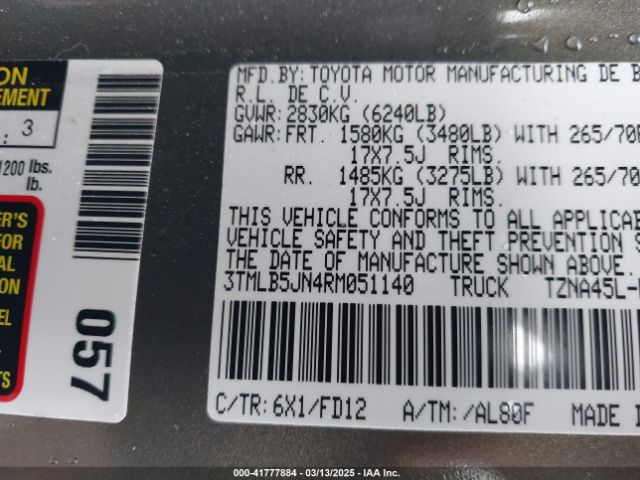 ON
EMENT
. 3
1200 lbs.
lb.
ER'S
FOR
AL
ON
EL
.
TS
057
MFD.BY:TOYOTA MOTOR MANUFACTURING DE B
R.L. DE C.V.
GVWR:2830KG (6240LB)
GAWR:FRT. 1580KG (3480LB) WITH 265/70R
17X7.5J RIMS.
RR. 1485KG (3275LB) WITH 265/70
17X7.5J RIMS.
THIS VEHICLE CONFORMS TO ALL APPLICAB
VEHICLE SAFETY AND THEFT PREVENTION S
THE DATE OF MANUFACTURE SHOWN ABOVE.
3TMLB5JN4RM051140 TRUCK TZNA45L-
C/TR:6X1/FD12 A/TM:/AL80F MADE I
000-41777884 | 03/13/2025 | IAA Inc.